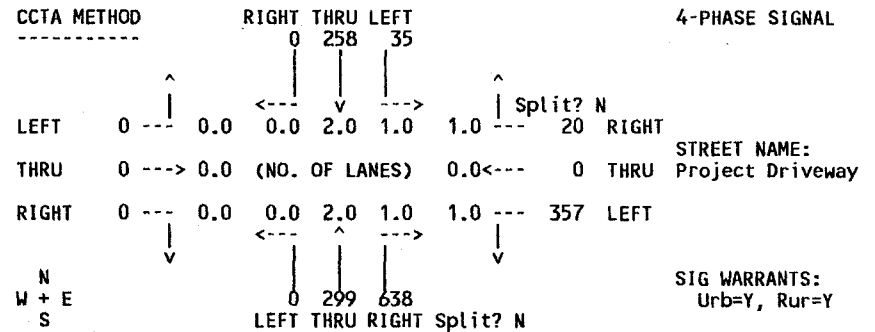 CCTA METHOD RIGHT THRU LEFT 4-PHASE SIGNAL
----------- 0 258 35
^ ^
<--- v ---> Split? N
LEFT 0 --- 0.0 0.0 2.0 1.0 1.0 --- 20 RIGHT
STREET NAME:
THRU 0 ---> 0.0 (NO. OF LANES) 0.0<--- 0 THRU Project Driveway
RIGHT 0 --- 0.0 0.0 2.0 1.0 1.0 --- 357 LEFT
<--- ^ --->
v v
N SIG WARRANTS:
W + E 0 299 638 Urb=Y, Rur=Y
S LEFT THRU RIGHT Split? N